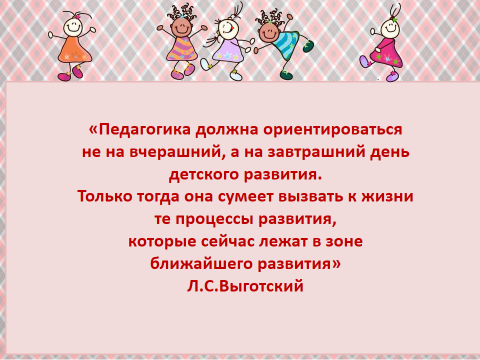 «Педагогика должна ориентироваться
не на вчерашний, а на завтрашний день
детского развития.
Только тогда она сумеет вызвать к жизни
те процессы развития,
которые сейчас лежат в зоне
ближайшего развития»
Л.С.Выготский